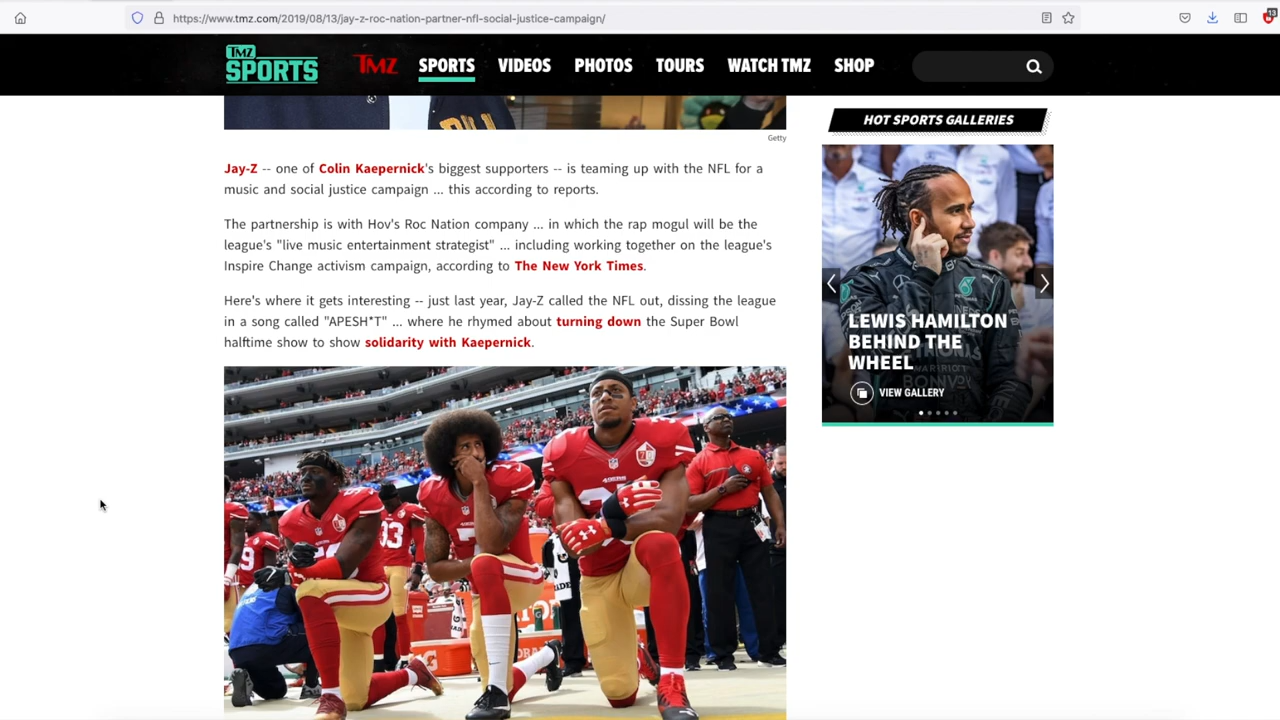 https://www.tmz.com/2019/08/13/jay-z-roc-nation-partner-nfl-social-justice-campaign/
13
TMZ
SPORTS
TMZ SPORTS VIDEOS PHOTOS TOURS WATCH TMZ SHOP
Getty
Jay-Z -- one of Colin Kaepernick's biggest supporters -- is teaming up with the NFL for a
music and social justice campaign ... this according to reports.
The partnership is with Hov's Roc Nation company ... in which the rap mogul will be the
league's "live music entertainment strategist" ... including working together on the league's
Inspire Change activism campaign, according to The New York Times.
Here's where it gets interesting -- just last year, Jay-Z called the NFL out, dissing the league
in a song called "APESH*T" ... where he rhymed about turning down the Super Bowl
halftime show to show solidarity with Kaepernick.
HOT SPORTS GALLERIES
LEWIS HAMILTON
BEHIND THE
WHEEL
VIEW GALLERY